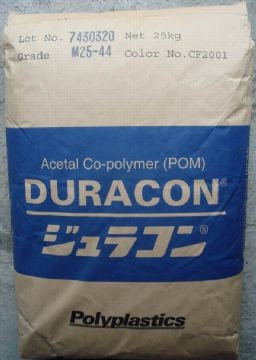 Lot No. 7430320 Net 25kg
Grade M25-44 Color No.CF2001
Acetal Co-polymer (POM)
DURACON®
ジュラコン®
Polyplastics